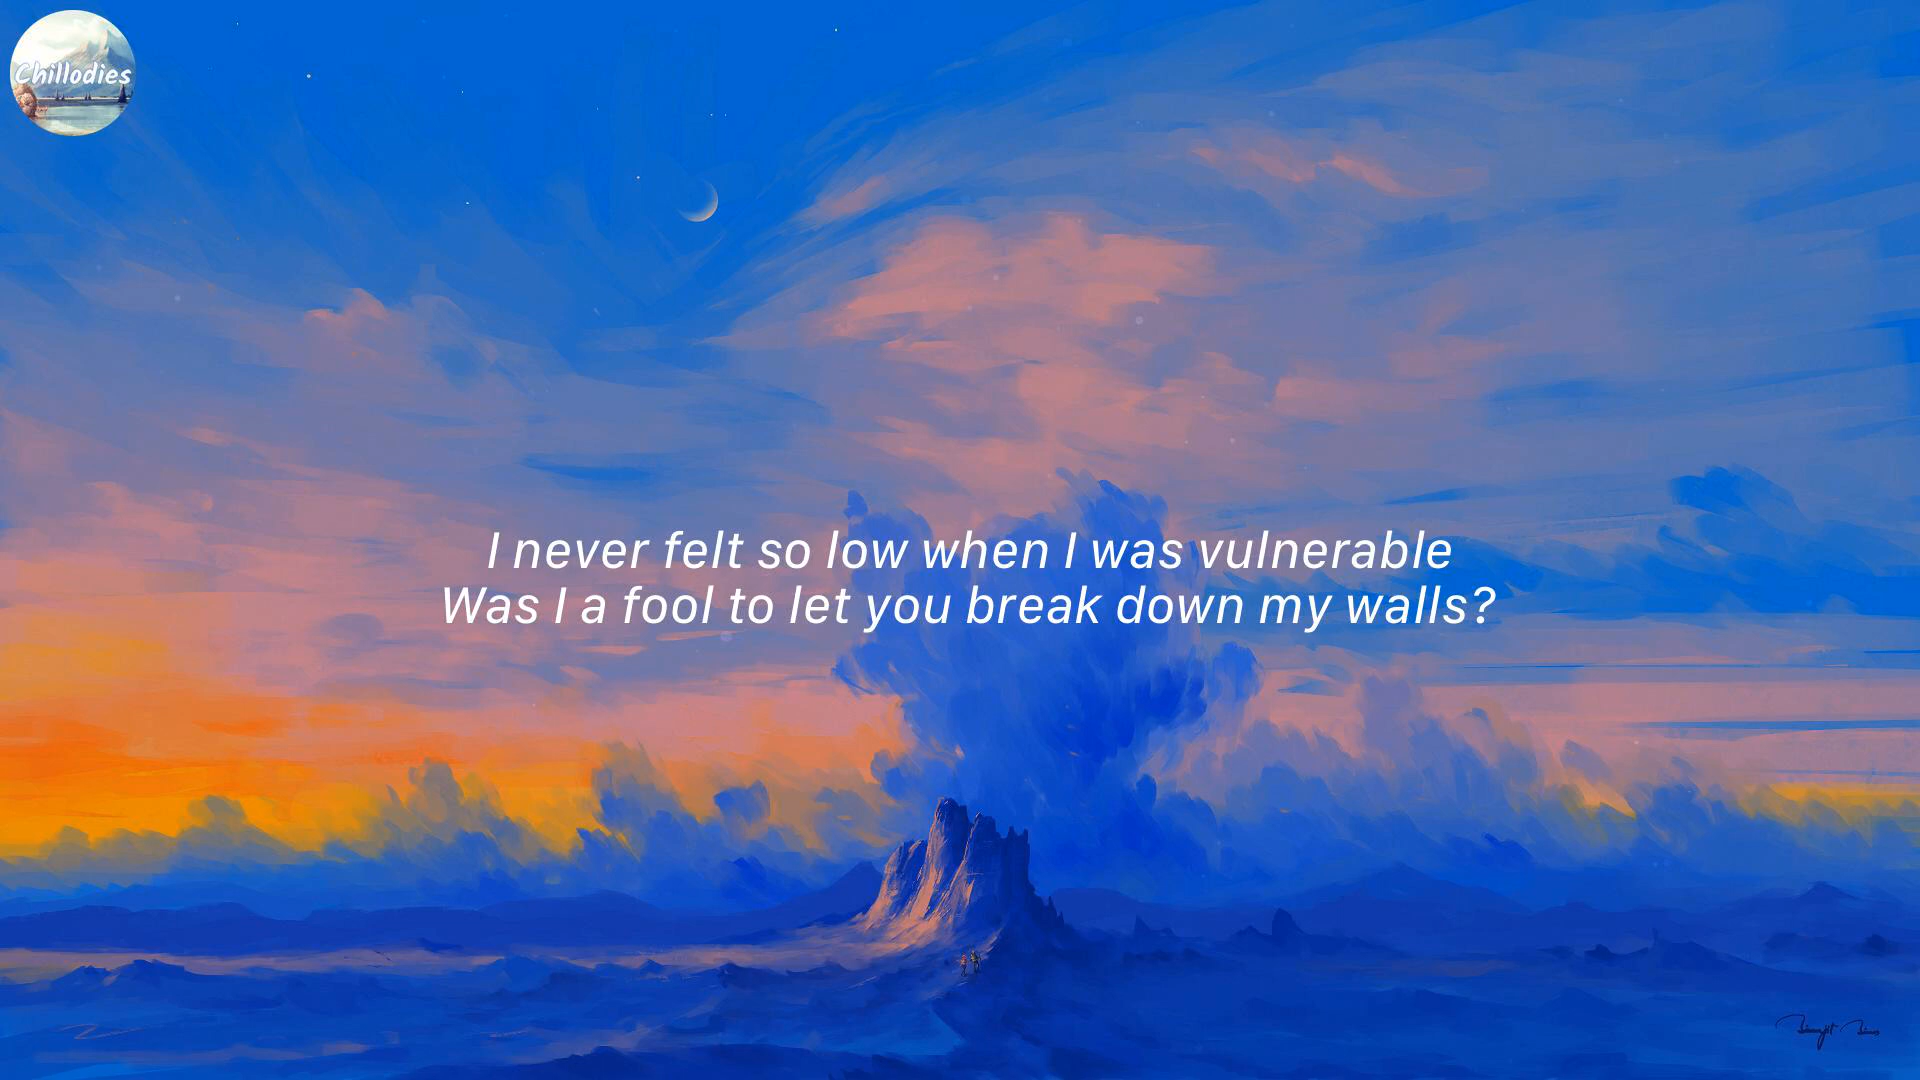 Chillodies
I never felt so low when I was vulnerable
Was I a fool to let you break down my walls?